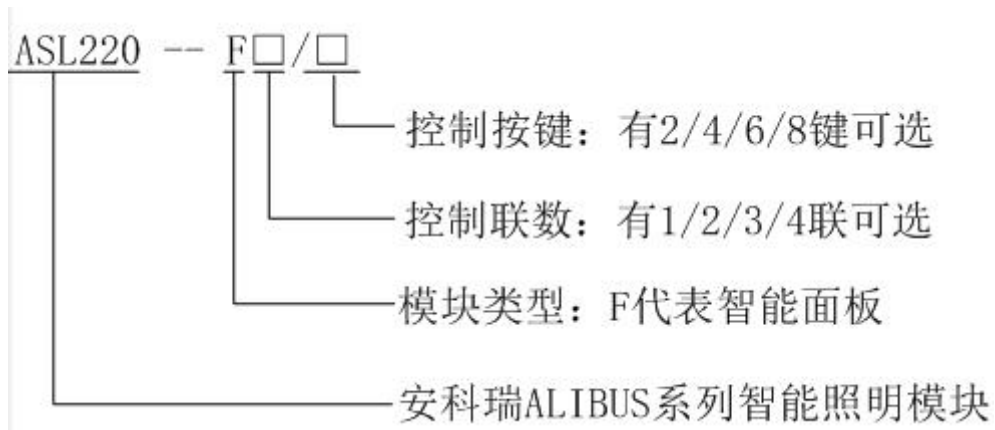 ASL220 -- F□/□
控制按键：有2/4/6/8键可选
控制联数：有1/2/3/4联可选
模块类型：F代表智能面板
安科瑞ALIBUS系列智能照明模块